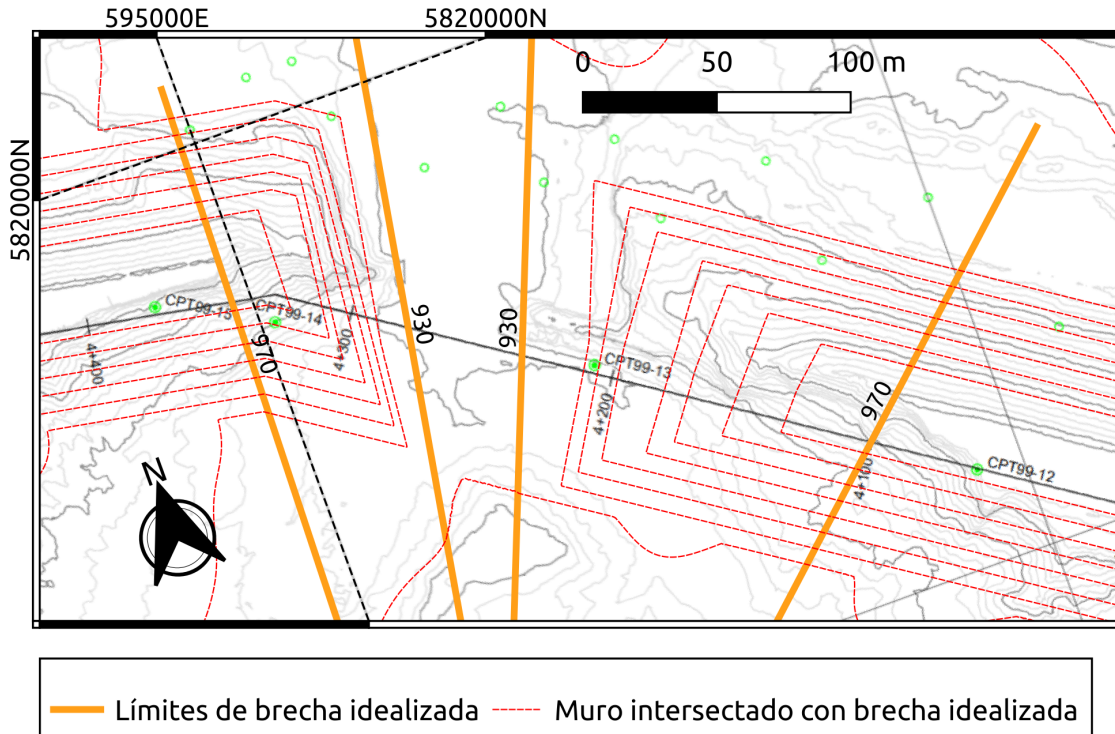 595000E 5820000N
0 50 100 m
5820000N
CPT99-15
CPT99-14
4+400
4+300
970
930
930
CPT99-13
4+200
970
4+100
CPT99-12
N
Límites de brecha idealizada
Muro intersectado con brecha idealizada